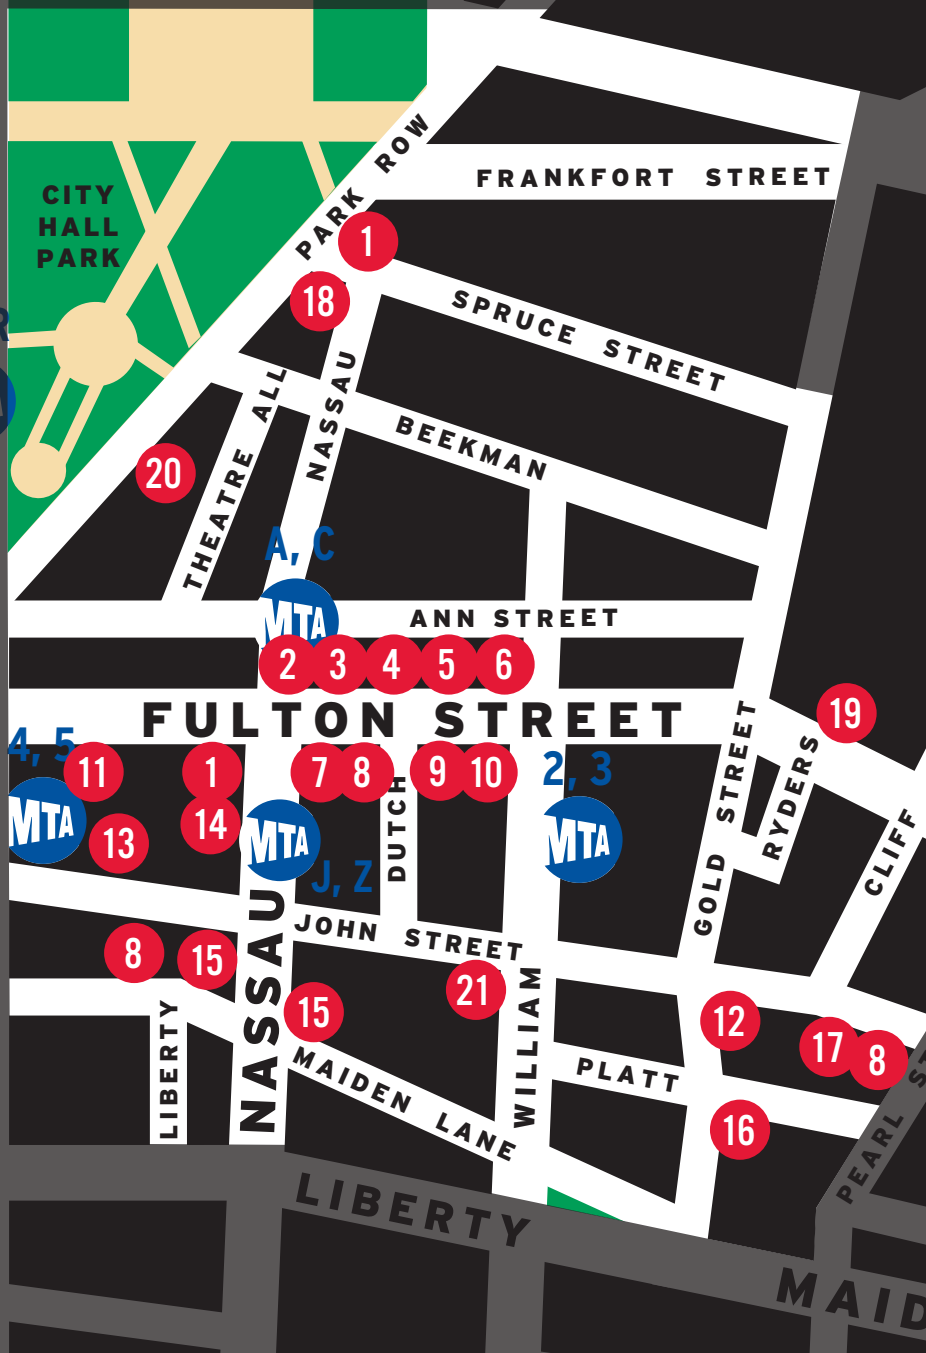 PARK ROW
FRANKFORT STREET
CITY
HALL
PARK
1
18
SPRUCE STREET
R
NASSAU
THEATRE ALL
BEEKMAN
20
A, C
MTA
ANN STREET
2 3 4 5 6
FULTON STREET
19
4, 5
11
1
7 8
DUTCH
9 10
2, 3
GOLD STREET
RYDERS
MTA
13
14
MTA
MTA
CLIFF
J, Z
JOHN STREET
NASSAU
8
15
21
WILLIAM
15
12
17
8
LIBERTY
MAIDEN LANE
PLATT
16
PEARL ST
LIBERTY
MAID